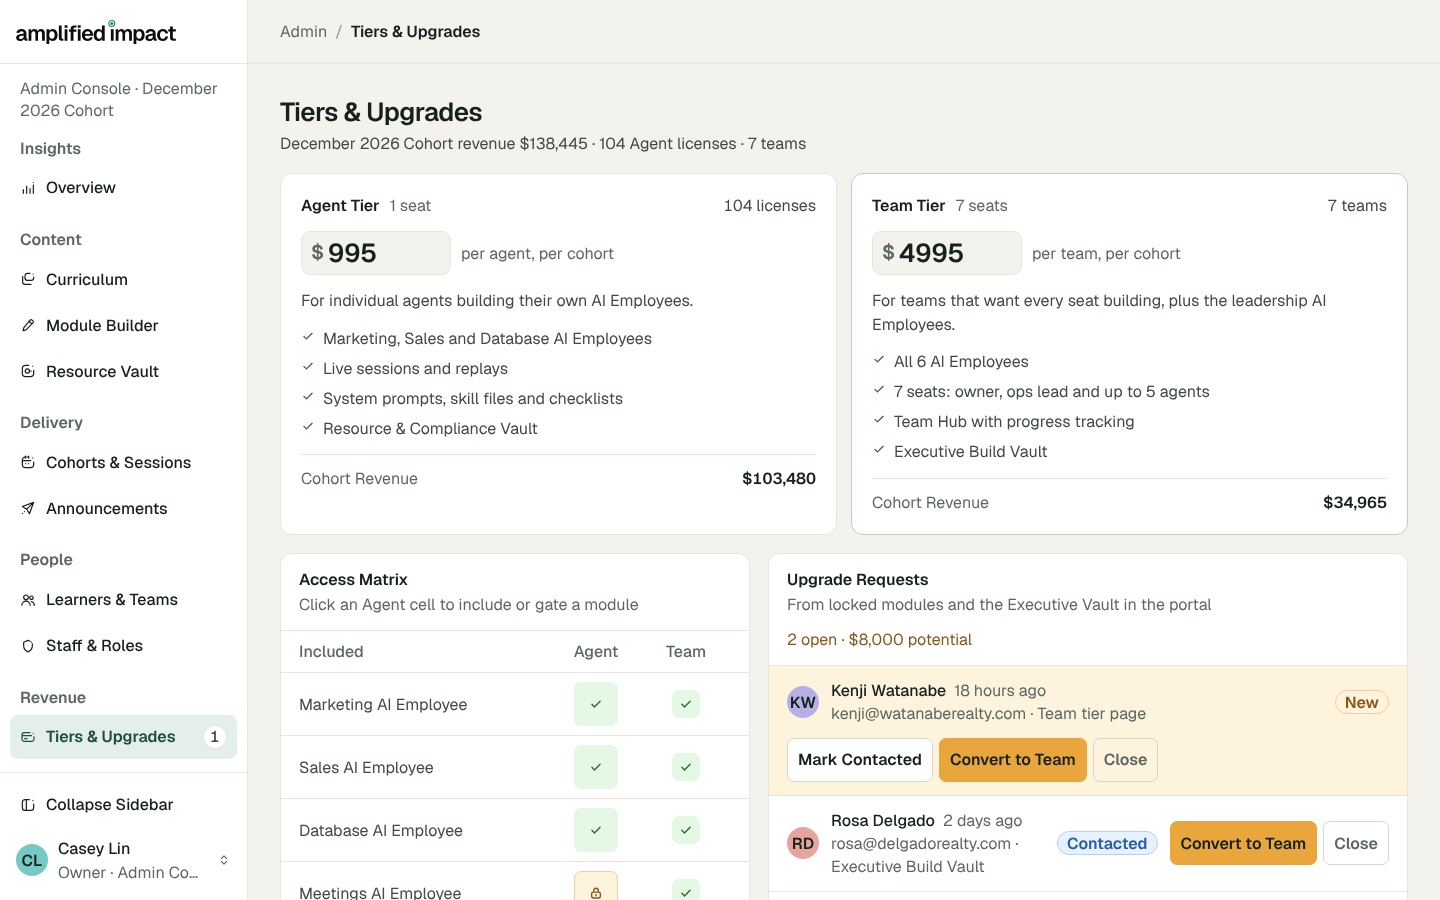 amplified impact
Admin Console · December
2026 Cohort
Insights
Overview
Content
Curriculum
Module Builder
Resource Vault
Delivery
Cohorts & Sessions
Announcements
People
Learners & Teams
Staff & Roles
Revenue
Tiers & Upgrades 1
Collapse Sidebar
CL
Casey Lin
Owner · Admin Co...
Admin / Tiers & Upgrades
Tiers & Upgrades
December 2026 Cohort revenue $138,445 · 104 Agent licenses · 7 teams
Agent Tier 1 seat 104 licenses
$ 995 per agent, per cohort
For individual agents building their own AI Employees.
Marketing, Sales and Database AI Employees
Live sessions and replays
System prompts, skill files and checklists
Resource & Compliance Vault
Cohort Revenue $103,480
Team Tier 7 seats 7 teams
$ 4995 per team, per cohort
For teams that want every seat building, plus the leadership AI
Employees.
All 6 AI Employees
7 seats: owner, ops lead and up to 5 agents
Team Hub with progress tracking
Executive Build Vault
Cohort Revenue $34,965
Access Matrix
Click an Agent cell to include or gate a module
Included Agent Team
Marketing AI Employee
Sales AI Employee
Database AI Employee
Meetings AI Employee
Upgrade Requests
From locked modules and the Executive Vault in the portal
2 open · $8,000 potential
KW
Kenji Watanabe 18 hours ago
kenji@watanaberealty.com · Team tier page
New
Mark Contacted Convert to Team Close
RD
Rosa Delgado 2 days ago
rosa@delgadorealty.com ·
Executive Build Vault
Contacted Convert to Team Close